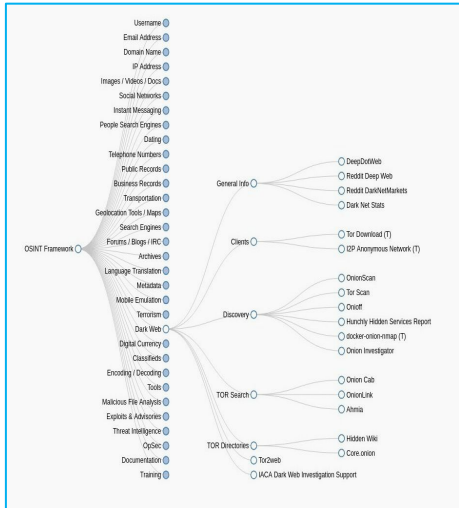 OSINT Framework
Username
Email Address
Domain Name
IP Address
Images / Videos / Docs
Social Networks
Instant Messaging
People Search Engines
Dating
Telephone Numbers
Public Records
Business Records
Transportation
Geolocation Tools / Maps
Search Engines
Forums / Blogs / IRC
Archives
Language Translation
Metadata
Mobile Emulation
Terrorism
Dark Web
Digital Currency
Classifieds
Encoding / Decoding
Tools
Malicious File Analysis
Exploits & Advisories
Threat Intelligence
OpSec
Documentation
Training
General Info
DeepDotWeb
Reddit Deep Web
Reddit DarkNetMarkets
Dark Net Stats
Clients
Tor Download (T)
I2P Anonymous Network (T)
Discovery
OnionScan
Tor Scan
Onioff
Hunchly Hidden Services Report
docker-onion-nmap (T)
Onion Investigator
TOR Search
Onion Cab
OnionLink
Ahmia
TOR Directories
Hidden Wiki
Core.onion
Tor2web
IACA Dark Web Investigation Support